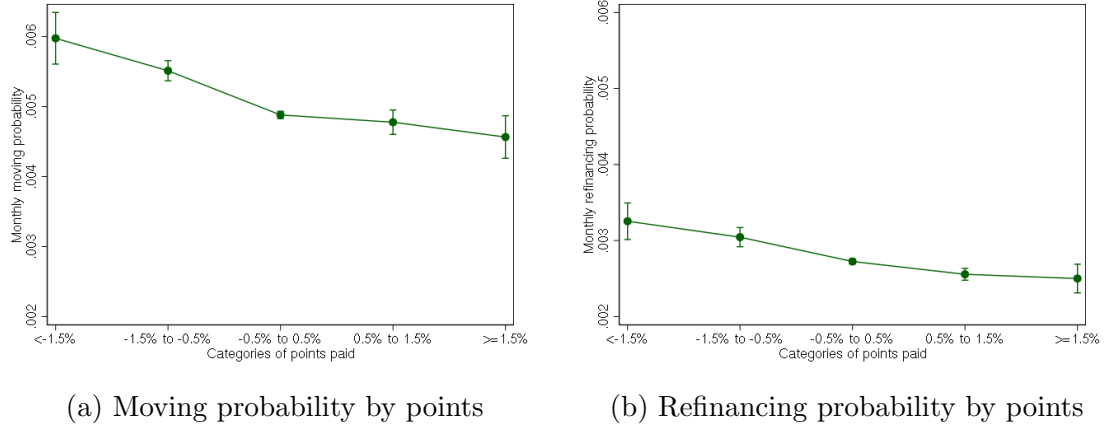 Monthly moving probability
.006
.005
.004
.003
.002
<-1.5%
-1.5% to -0.5%
-0.5% to 0.5%
0.5% to 1.5%
>=1.5%
Categories of points paid
(a) Moving probability by points
Monthly refinancing probability
.006
.005
.004
.003
.002
<-1.5%
-1.5% to -0.5%
-0.5% to 0.5%
0.5% to 1.5%
>=1.5%
Categories of points paid
(b) Refinancing probability by points